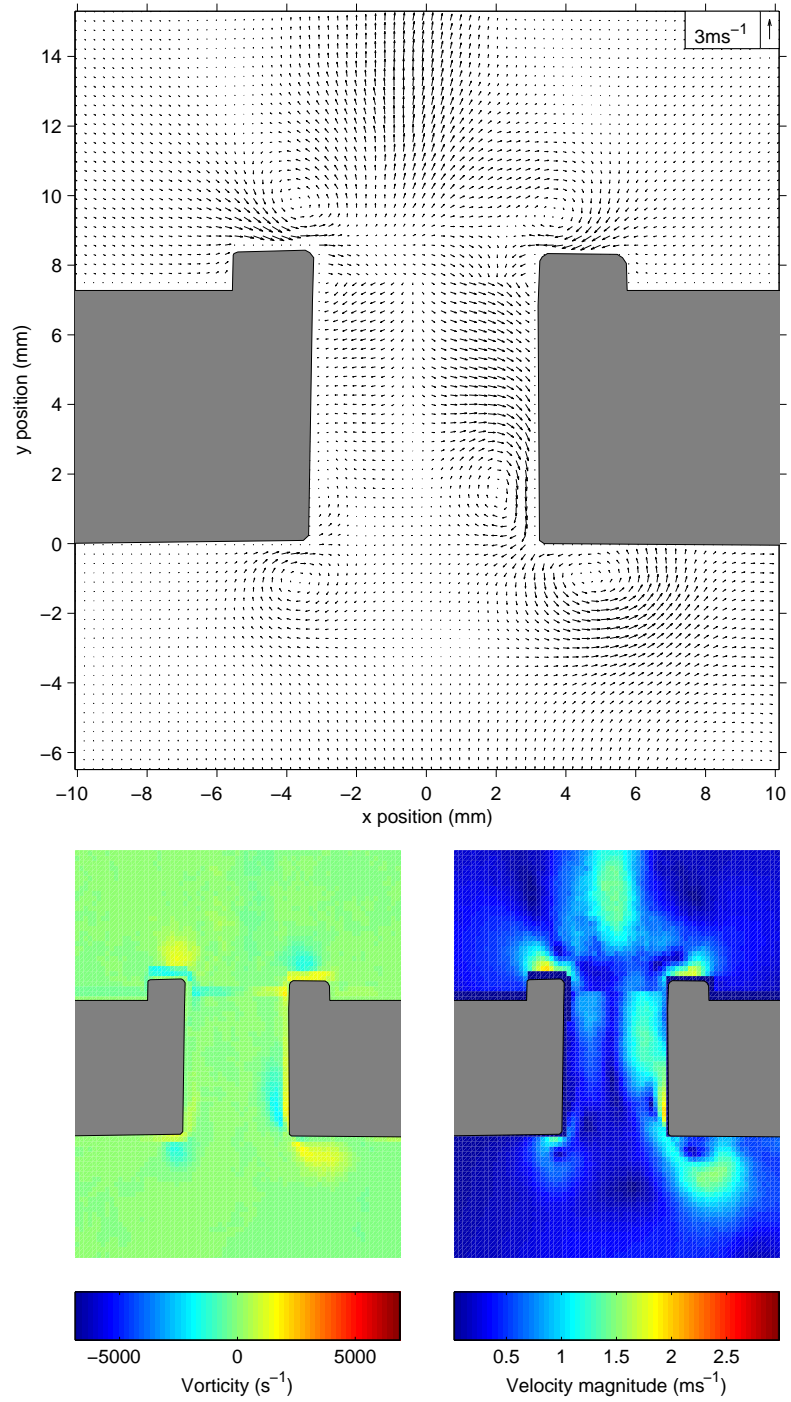 3ms⁻¹
14
12
10
8
6
4
2
0
−2
−4
−6
y position (mm)
−10 −8 −6 −4 −2 0 2 4 6 8 10
x position (mm)
−5000 0 5000
Vorticity (s⁻¹)
0.5 1 1.5 2 2.5
Velocity magnitude (ms⁻¹)